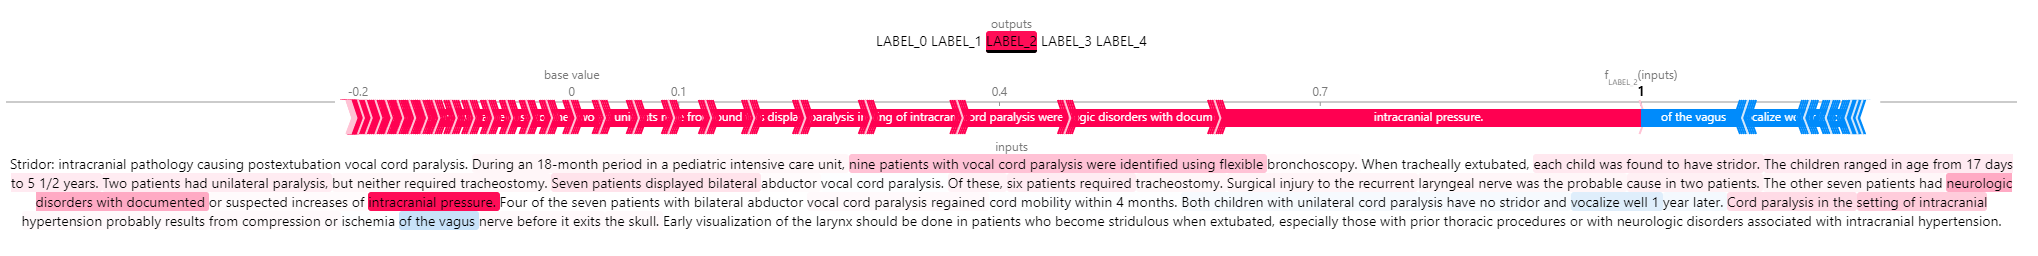 outputs
LABEL_0 LABEL_1 LABEL_2 LABEL_3 LABEL_4
base value fLABEL_2(inputs)
-0.2 0 0.1 0.4 0.7 1
displa paralysis i ng of intracran ord paralysis were gic disorders with docum intracranial pressure. of the vagus calize
inputs
Stridor: intracranial pathology causing postextubation vocal cord paralysis. During an 18-month period in a pediatric intensive care unit, nine patients with vocal cord paralysis were identified using flexible bronchoscopy. When tracheally extubated, each child was found to have stridor. The children ranged in age from 17 days
to 5 1/2 years. Two patients had unilateral paralysis, but neither required tracheostomy. Seven patients displayed bilateral abductor vocal cord paralysis. Of these, six patients required tracheostomy. Surgical injury to the recurrent laryngeal nerve was the probable cause in two patients. The other seven patients had neurologic
disorders with documented or suspected increases of intracranial pressure. Four of the seven patients with bilateral abductor vocal cord paralysis regained cord mobility within 4 months. Both children with unilateral cord paralysis have no stridor and vocalize well 1 year later. Cord paralysis in the setting of intracranial
hypertension probably results from compression or ischemia of the vagus nerve before it exits the skull. Early visualization of the larynx should be done in patients who become stridulous when extubated, especially those with prior thoracic procedures or with neurologic disorders associated with intracranial hypertension.